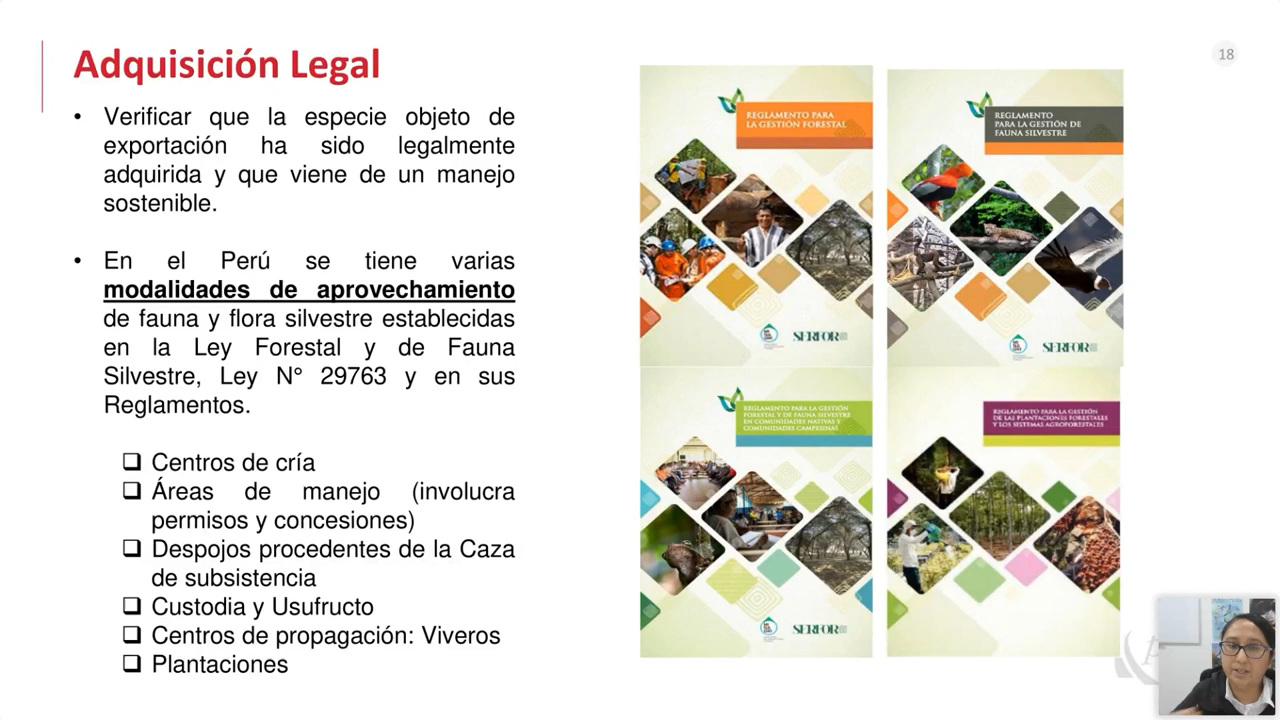 Adquisición Legal
18
• Verificar que la especie objeto de
exportación ha sido legalmente
adquirida y que viene de un manejo
sostenible.
• En el Perú se tiene varias
modalidades de aprovechamiento
de fauna y flora silvestre establecidas
en la Ley Forestal y de Fauna
Silvestre, Ley N° 29763 y en sus
Reglamentos.
❑ Centros de cría
❑ Áreas de manejo (involucra
permisos y concesiones)
❑ Despojos procedentes de la Caza
de subsistencia
❑ Custodia y Usufructo
❑ Centros de propagación: Viveros
❑ Plantaciones
REGLAMENTO PARA
LA GESTIÓN FORESTAL
SERFOR
REGLAMENTO
PARA LA GESTIÓN DE
FAUNA SILVESTRE
SERFOR
REGLAMENTO PARA LA GESTIÓN
FORESTAL Y DE FAUNA SILVESTRE
EN COMUNIDADES NATIVAS Y
COMUNIDADES CAMPESINAS
SERFOR
REGLAMENTO PARA LA GESTIÓN
DE LAS PLANTACIONES FORESTALES
Y LOS SISTEMAS AGROFORESTALES